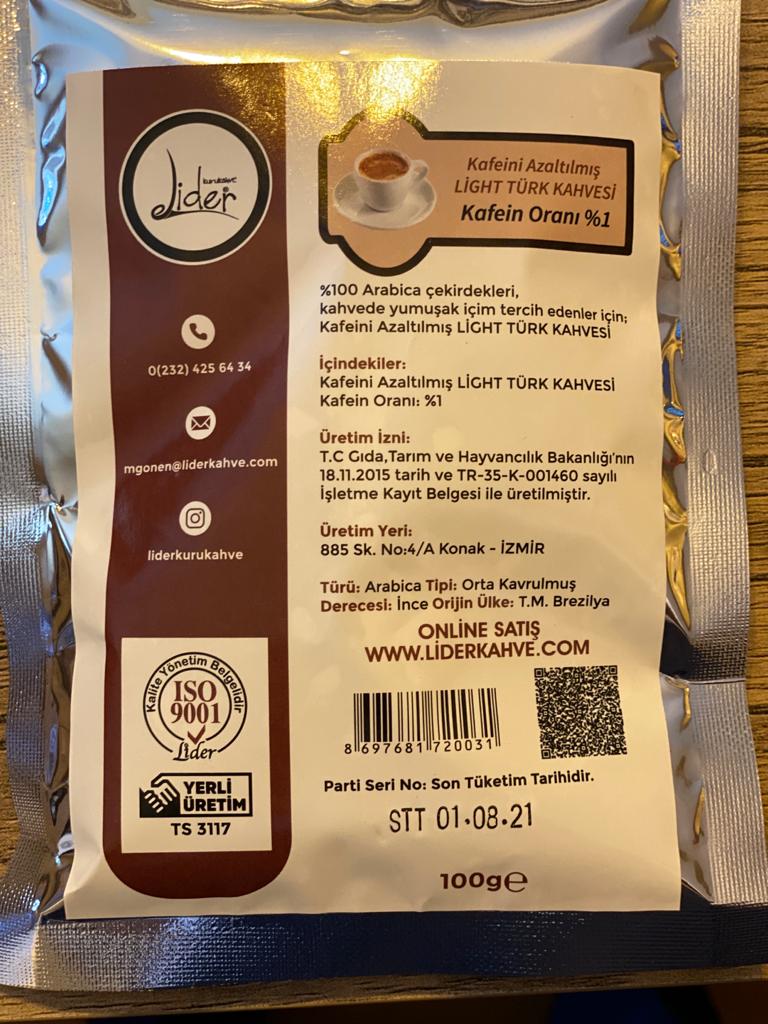 kurukahve
Lider
0(232) 425 64 34
mgonen@liderkahve.com
liderkurukahve
Kalite Yönetim Belgelidir
ISO
9001
Lider
YERLİ
ÜRETİM
TS 3117
Kafeini Azaltılmış
LİGHT TÜRK KAHVESİ
Kafein Oranı %1
%100 Arabica çekirdekleri,
kahvede yumuşak içim tercih edenler için;
Kafeini Azaltılmış LİGHT TÜRK KAHVESİ
İçindekiler:
Kafeini Azaltılmış LİGHT TÜRK KAHVESİ
Kafein Oranı: %1
Üretim İzni:
T.C Gıda,Tarım ve Hayvancılık Bakanlığı'nın
18.11.2015 tarih ve TR-35-K-001460 sayılı
İşletme Kayıt Belgesi ile üretilmiştir.
Üretim Yeri:
885 Sk. No:4/A Konak - İZMİR
Türü: Arabica Tipi: Orta Kavrulmuş
Derecesi: İnce Orijin Ülke: T.M. Brezilya
ONLİNE SATIŞ
WWW.LİDERKAHVE.COM
8 697681 720031
Parti Seri No: Son Tüketim Tarihidir.
STT 01.08.21
100g℮